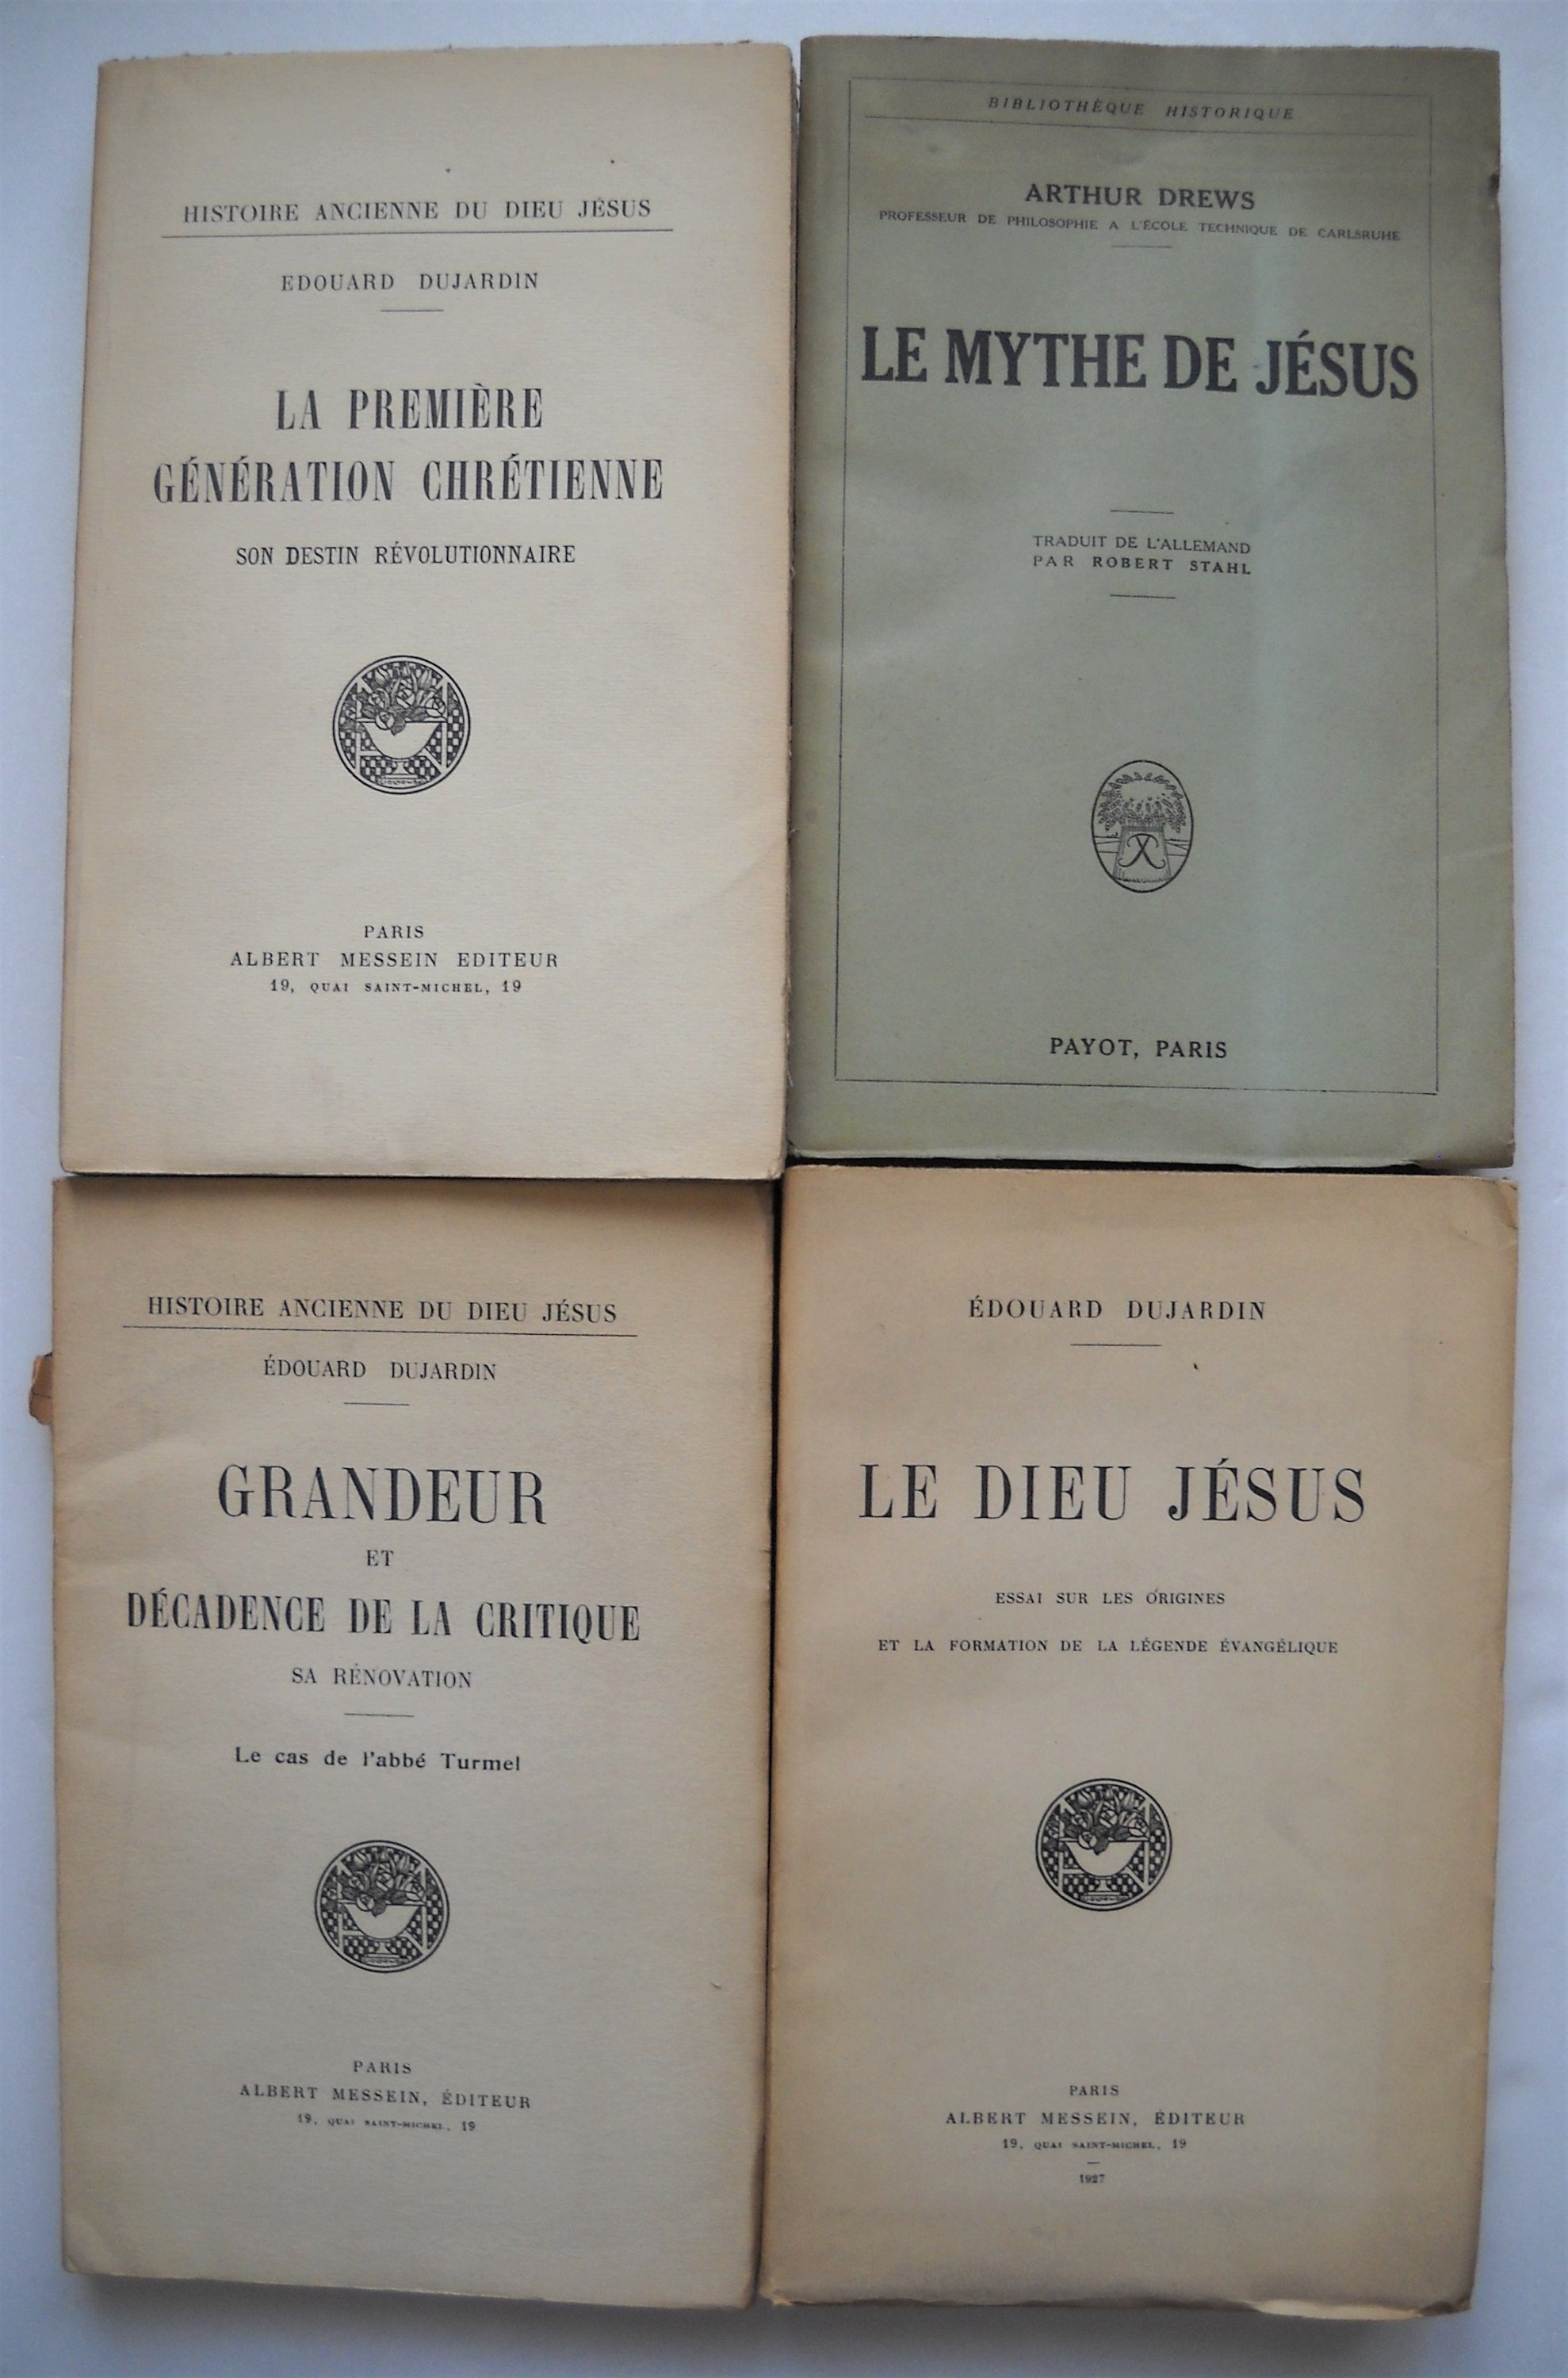 HISTOIRE ANCIENNE DU DIEU JÉSUS
EDOUARD DUJARDIN
LA PREMIÈRE
GÉNÉRATION CHRÉTIENNE
SON DESTIN RÉVOLUTIONNAIRE
PARIS
ALBERT MESSEIN EDITEUR
19, QUAI SAINT-MICHEL, 19
BIBLIOTHÈQUE HISTORIQUE
ARTHUR DREWS
PROFESSEUR DE PHILOSOPHIE A L'ÉCOLE TECHNIQUE DE CARLSRUHE
LE MYTHE DE JÉSUS
TRADUIT DE L'ALLEMAND
PAR ROBERT STAHL
PAYOT, PARIS
HISTOIRE ANCIENNE DU DIEU JÉSUS
ÉDOUARD DUJARDIN
GRANDEUR
ET
DÉCADENCE DE LA CRITIQUE
SA RÉNOVATION
Le cas de l'abbé Turmel
PARIS
ALBERT MESSEIN, ÉDITEUR
19, QUAI SAINT-MICHEL, 19
ÉDOUARD DUJARDIN
LE DIEU JÉSUS
ESSAI SUR LES ORIGINES
ET LA FORMATION DE LA LÉGENDE ÉVANGÉLIQUE
PARIS
ALBERT MESSEIN, ÉDITEUR
19, QUAI SAINT-MICHEL, 19
1927